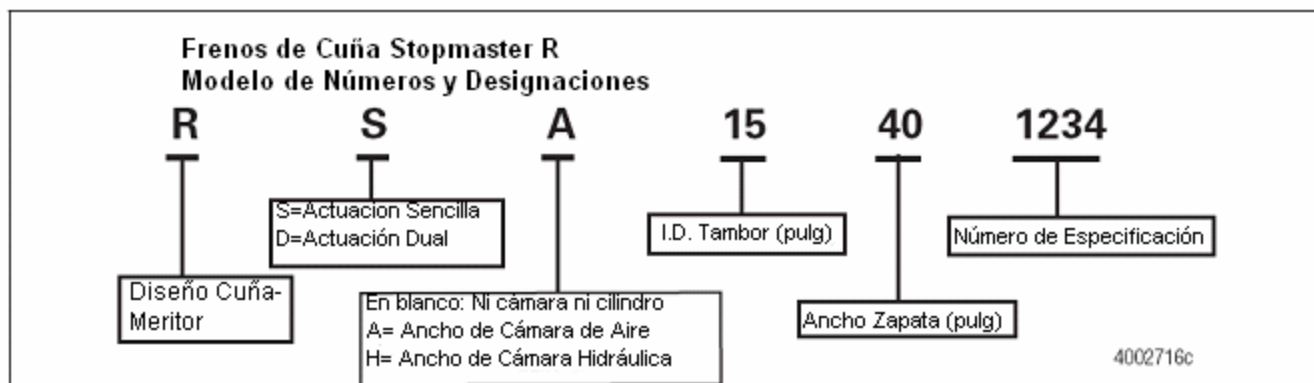 Frenos de Cuña Stopmaster R
Modelo de Números y Designaciones
R S A 15 40 1234
S=Actuacion Sencilla
D=Actuación Dual
I.D. Tambor (pulg)
Número de Especificación
Diseño Cuña-
Meritor
En blanco: Ni cámara ni cilindro
A= Ancho de Cámara de Aire
H= Ancho de Cámara Hidráulica
Ancho Zapata (pulg)
4002716c